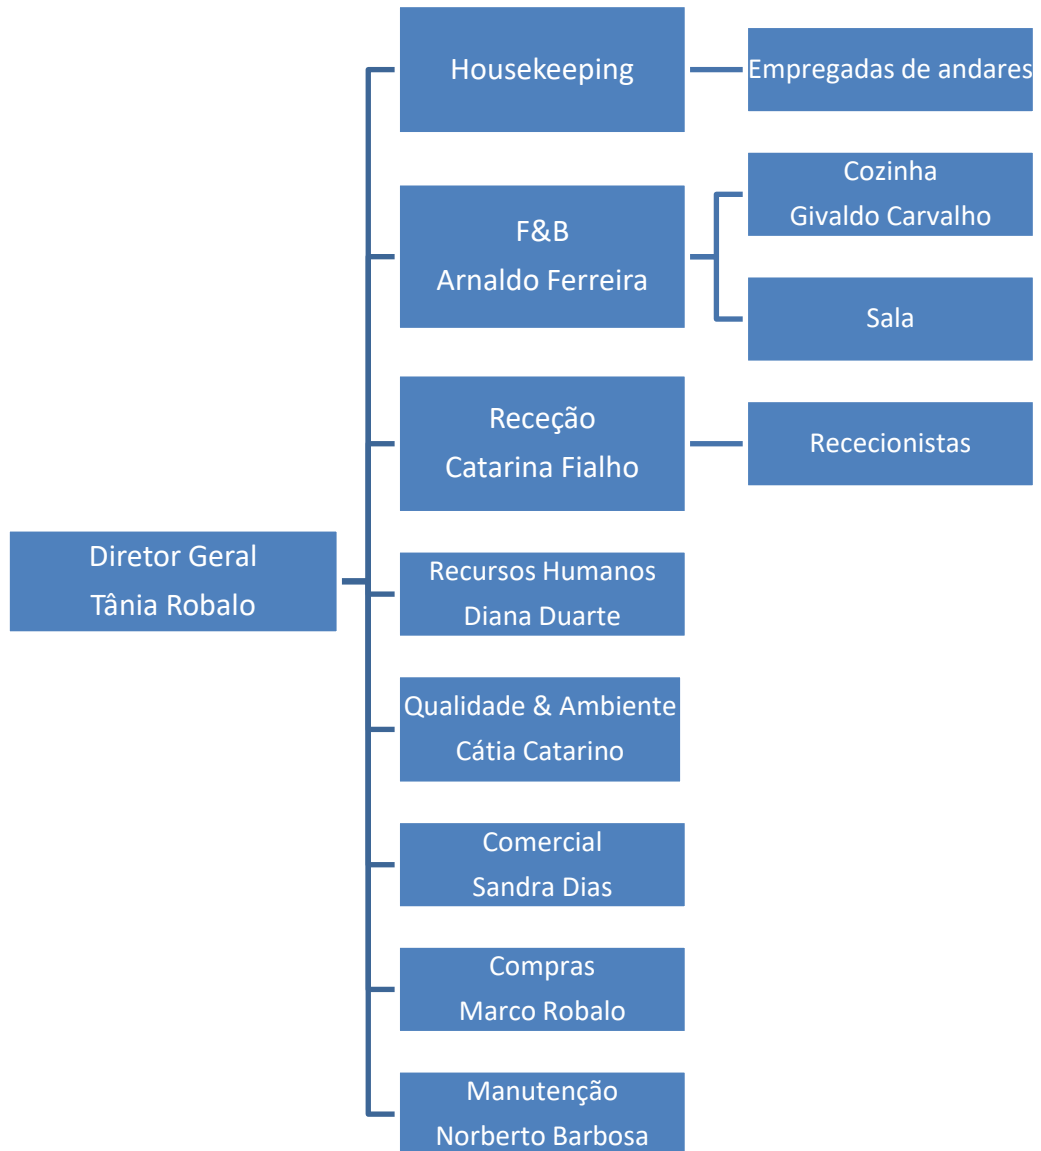 Housekeeping
Empregadas de andares
F&B
Arnaldo Ferreira
Cozinha
Givaldo Carvalho
Sala
Receção
Catarina Fialho
Rececionistas
Diretor Geral
Tânia Robalo
Recursos Humanos
Diana Duarte
Qualidade & Ambiente
Cátia Catarino
Comercial
Sandra Dias
Compras
Marco Robalo
Manutenção
Norberto Barbosa